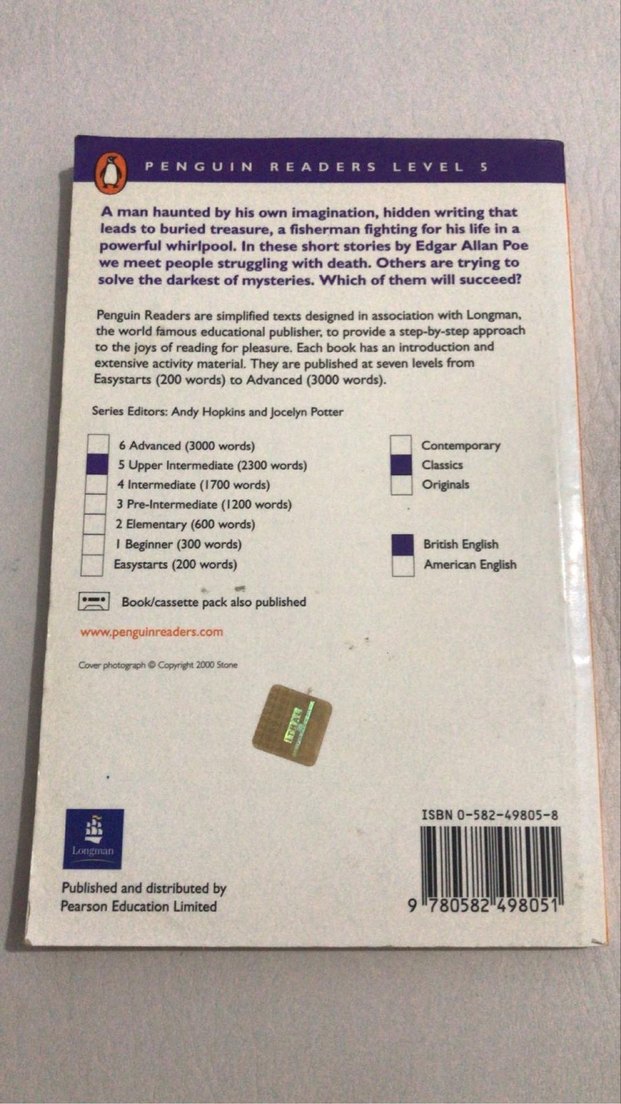 PENGUIN READERS LEVEL 5
A man haunted by his own imagination, hidden writing that
leads to buried treasure, a fisherman fighting for his life in a
powerful whirlpool. In these short stories by Edgar Allan Poe
we meet people struggling with death. Others are trying to
solve the darkest of mysteries. Which of them will succeed?
Penguin Readers are simplified texts designed in association with Longman,
the world famous educational publisher, to provide a step-by-step approach
to the joys of reading for pleasure. Each book has an introduction and
extensive activity material. They are published at seven levels from
Easystarts (200 words) to Advanced (3000 words).
Series Editors: Andy Hopkins and Jocelyn Potter
6 Advanced (3000 words)
5 Upper Intermediate (2300 words)
4 Intermediate (1700 words)
3 Pre-Intermediate (1200 words)
2 Elementary (600 words)
1 Beginner (300 words)
Easystarts (200 words)
Contemporary
Classics
Originals
British English
American English
Book/cassette pack also published
www.penguinreaders.com
Cover photograph © Copyright 2000 Stone
Longman
Published and distributed by
Pearson Education Limited
ISBN 0-582-49805-8
9 780582 498051